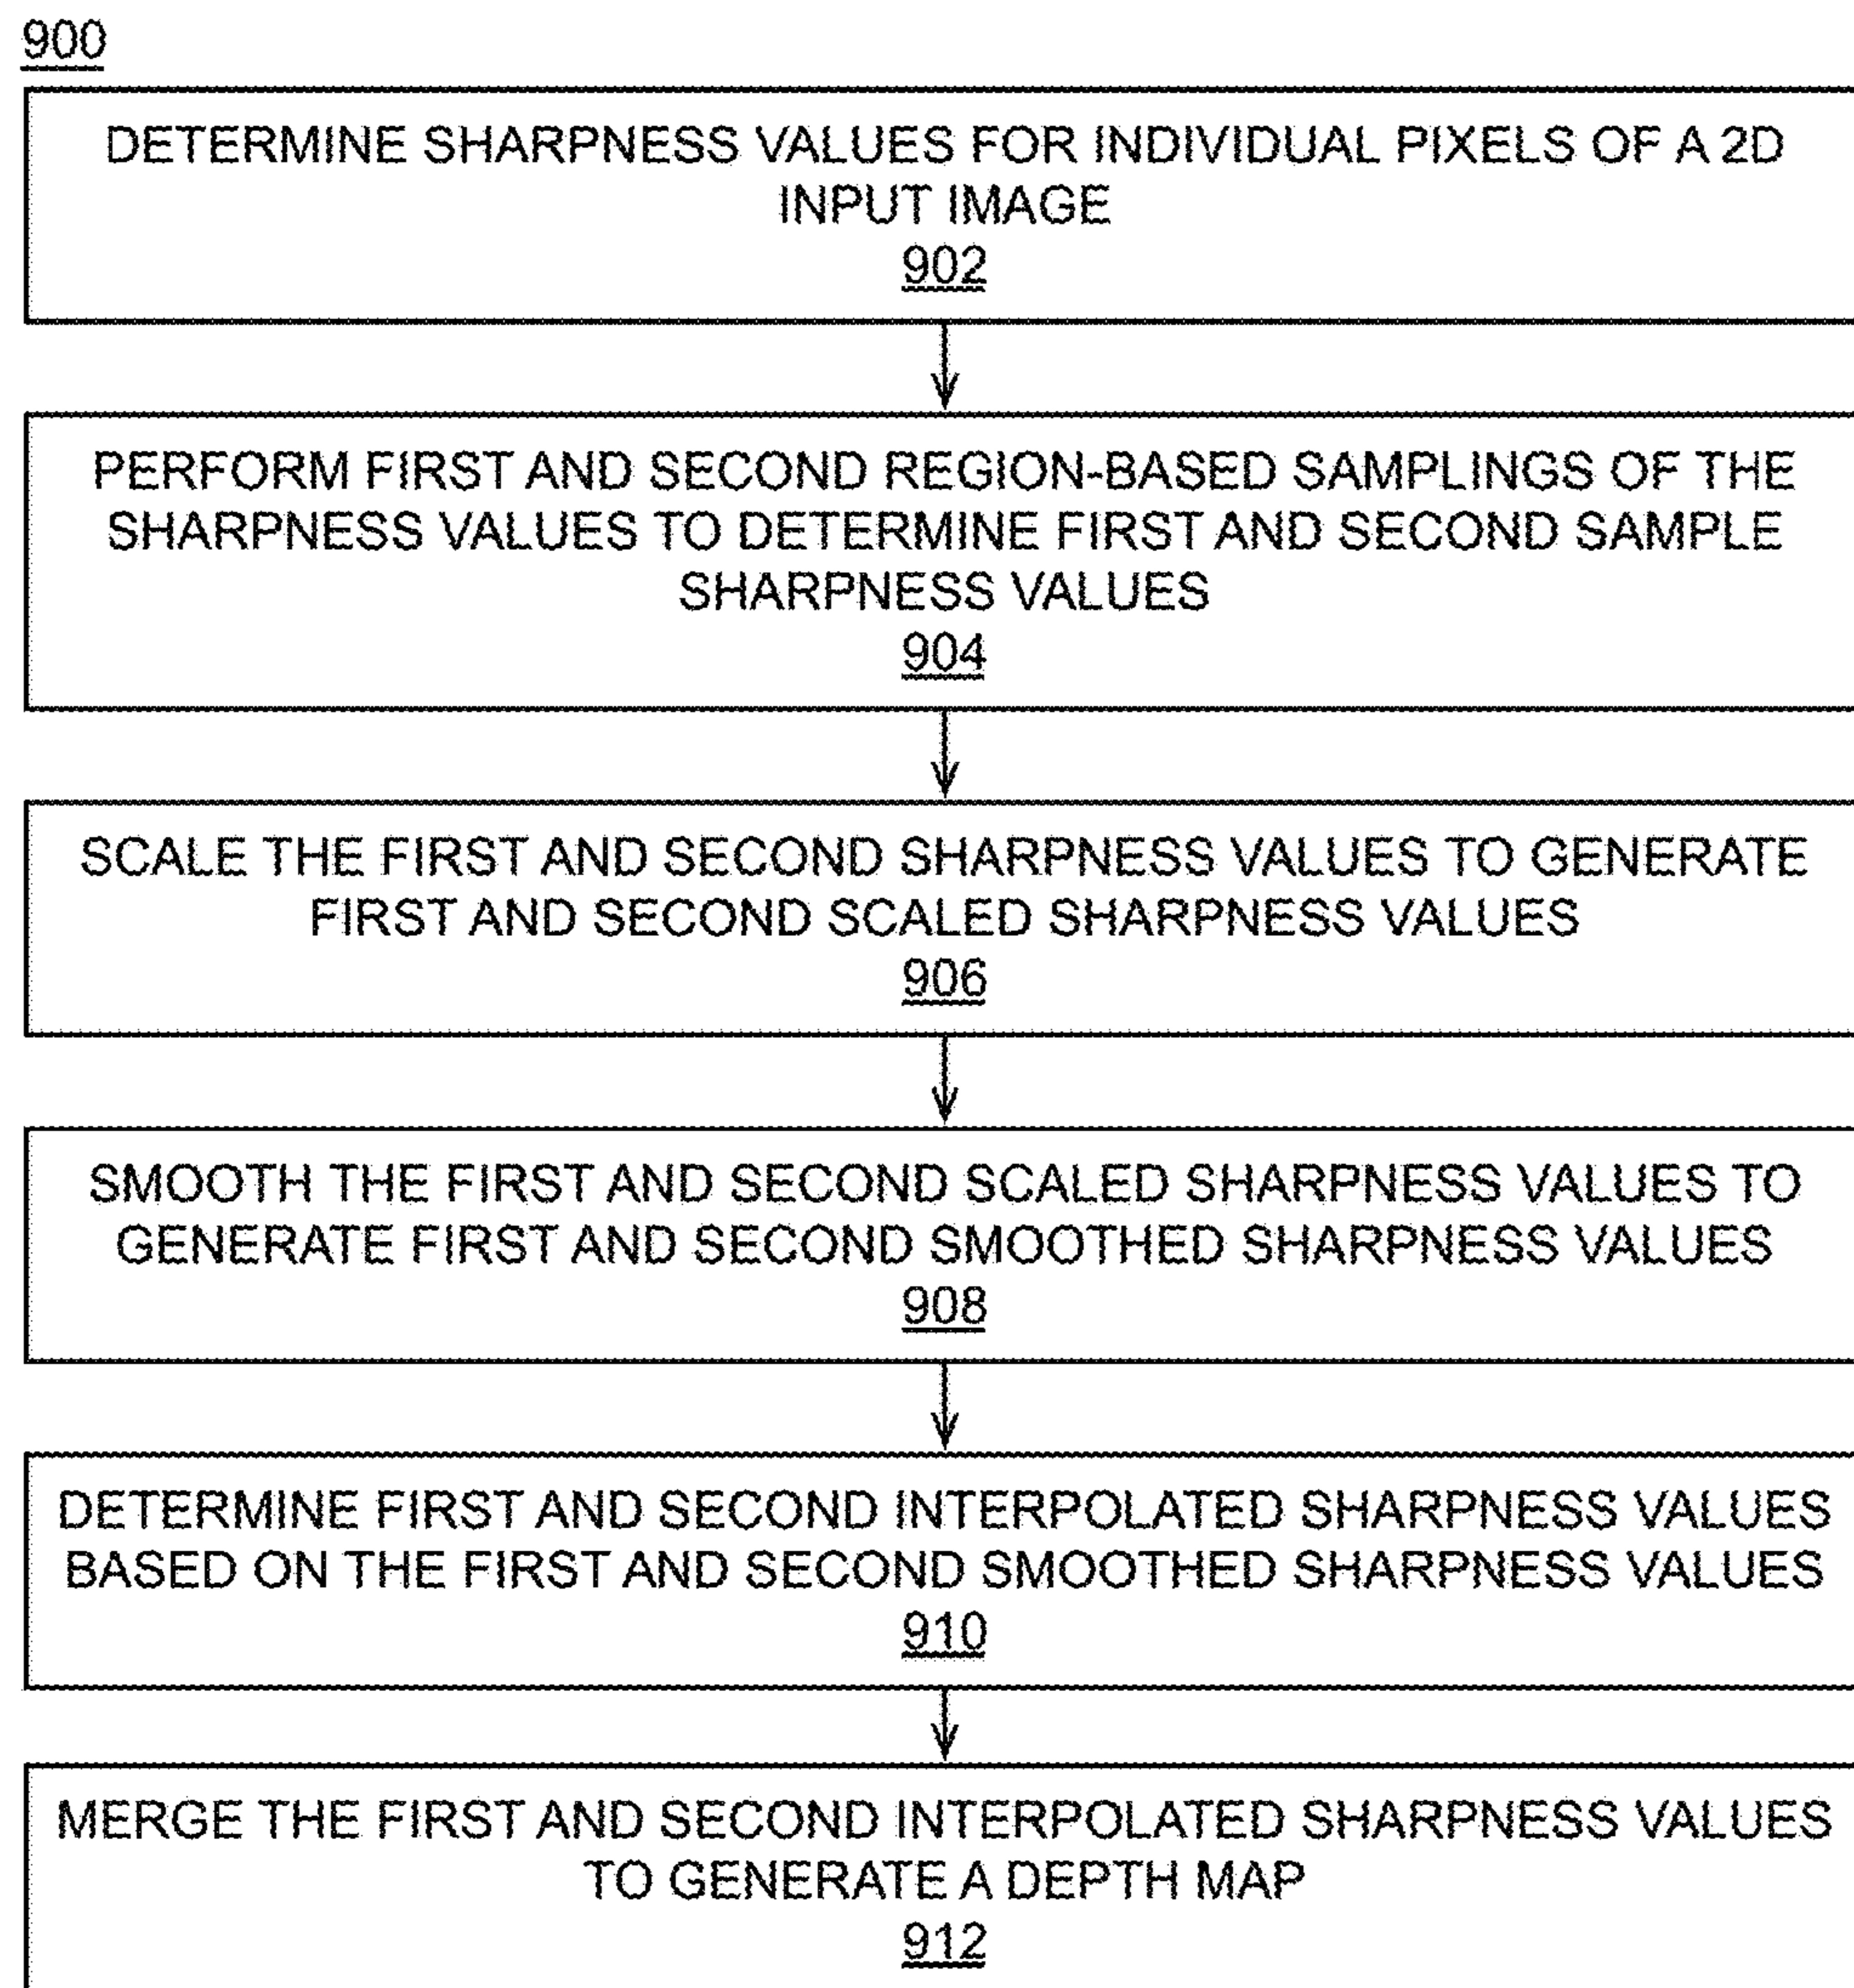 900
DETERMINE SHARPNESS VALUES FOR INDIVIDUAL PIXELS OF A 2D
INPUT IMAGE
902
PERFORM FIRST AND SECOND REGION-BASED SAMPLINGS OF THE
SHARPNESS VALUES TO DETERMINE FIRST AND SECOND SAMPLE
SHARPNESS VALUES
904
SCALE THE FIRST AND SECOND SHARPNESS VALUES TO GENERATE
FIRST AND SECOND SCALED SHARPNESS VALUES
906
SMOOTH THE FIRST AND SECOND SCALED SHARPNESS VALUES TO
GENERATE FIRST AND SECOND SMOOTHED SHARPNESS VALUES
908
DETERMINE FIRST AND SECOND INTERPOLATED SHARPNESS VALUES
BASED ON THE FIRST AND SECOND SMOOTHED SHARPNESS VALUES
910
MERGE THE FIRST AND SECOND INTERPOLATED SHARPNESS VALUES
TO GENERATE A DEPTH MAP
912